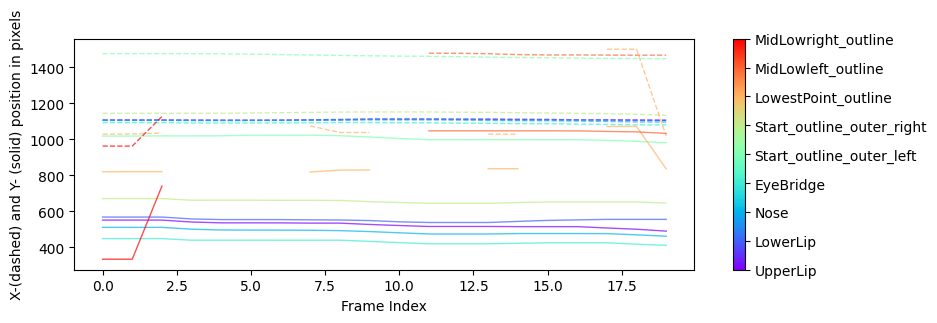 X-(dashed) and Y- (solid) position in pixels
1400
1200
1000
800
600
400
0.0 2.5 5.0 7.5 10.0 12.5 15.0 17.5
Frame Index
MidLowright_outline
MidLowleft_outline
LowestPoint_outline
Start_outline_outer_right
Start_outline_outer_left
EyeBridge
Nose
LowerLip
UpperLip